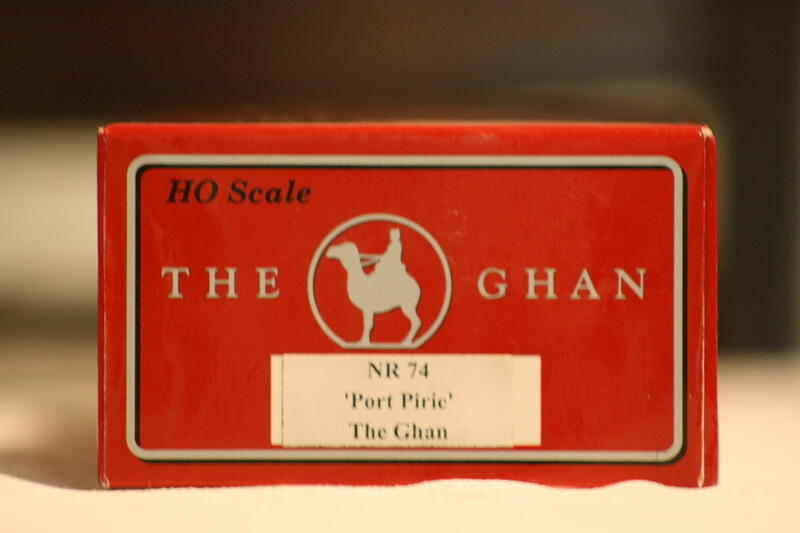 HO Scale
THE GHAN
NR 74
'Port Pirie'
The Ghan